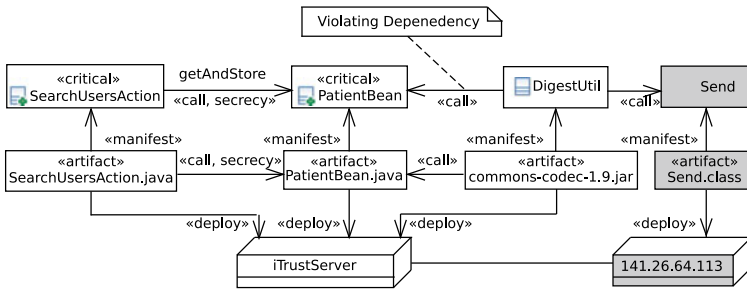 Violating Depenedency
«critical»
SearchUsersAction
getAndStore
«call, secrecy»
«critical»
PatientBean
«call»
DigestUtil
«call»
Send
«manifest»
«manifest»
«manifest»
«manifest»
«artifact»
SearchUsersAction.java
«call, secrecy»
«artifact»
PatientBean.java
«call»
«artifact»
commons-codec-1.9.jar
«artifact»
Send.class
«deploy»
«deploy»
«deploy»
«deploy»
iTrustServer
141.26.64.113